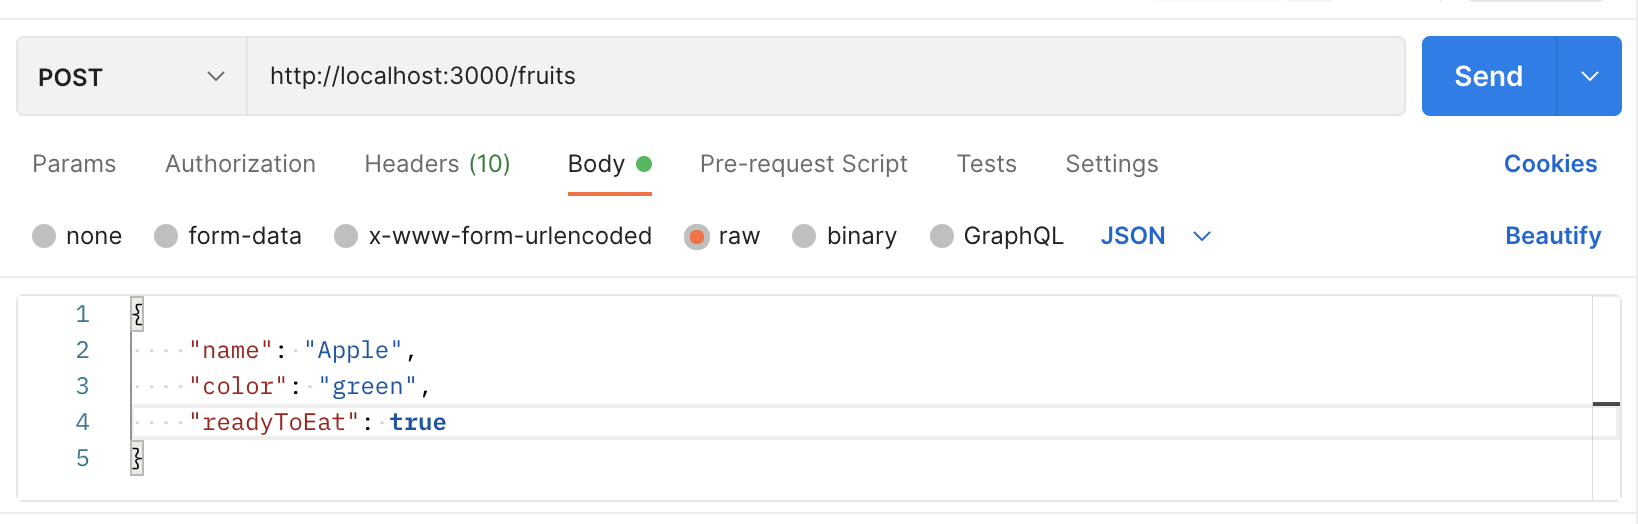 POST http://localhost:3000/fruits Send
Params Authorization Headers (10) Body Pre-request Script Tests Settings Cookies
none form-data x-www-form-urlencoded raw binary GraphQL JSON Beautify
1 {
2 "name": "Apple",
3 "color": "green",
4 "readyToEat": true
5 }